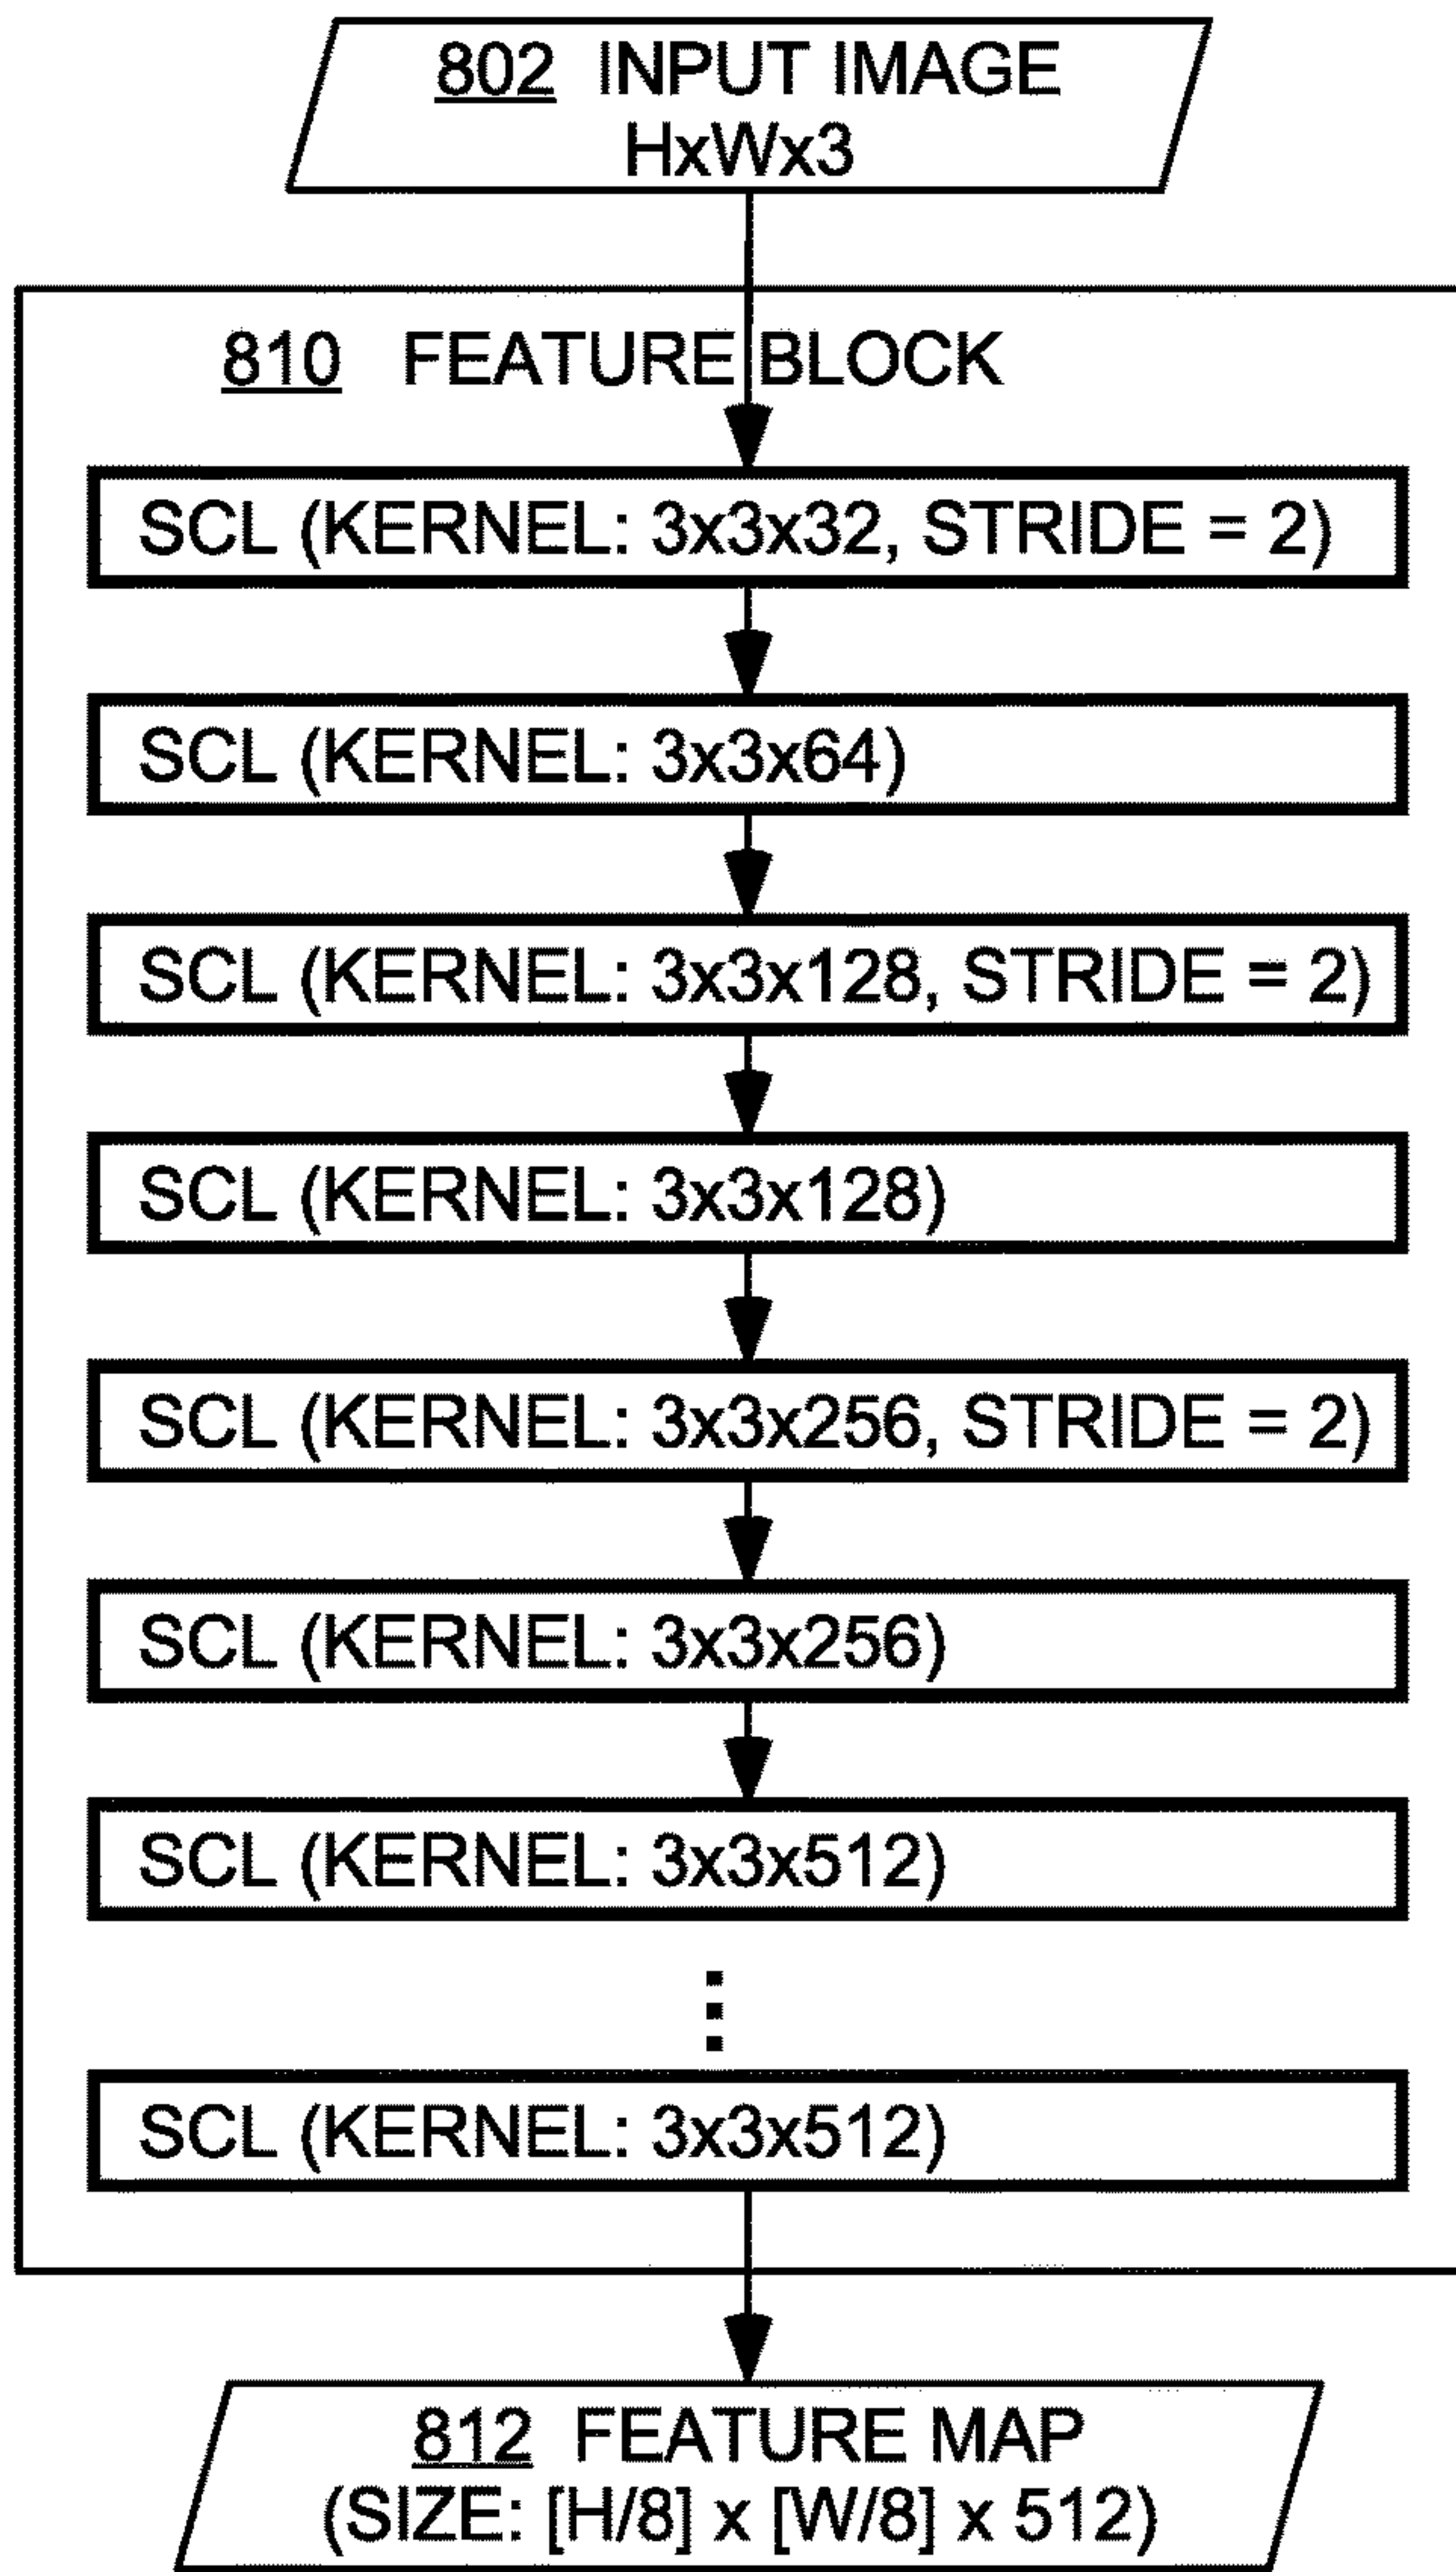 802 INPUT IMAGE
HxWx3
810 FEATURE BLOCK
SCL (KERNEL: 3x3x32, STRIDE = 2)
SCL (KERNEL: 3x3x64)
SCL (KERNEL: 3x3x128, STRIDE = 2)
SCL (KERNEL: 3x3x128)
SCL (KERNEL: 3x3x256, STRIDE = 2)
SCL (KERNEL: 3x3x256)
SCL (KERNEL: 3x3x512)
SCL (KERNEL: 3x3x512)
812 FEATURE MAP
(SIZE: [H/8] x [W/8] x 512)